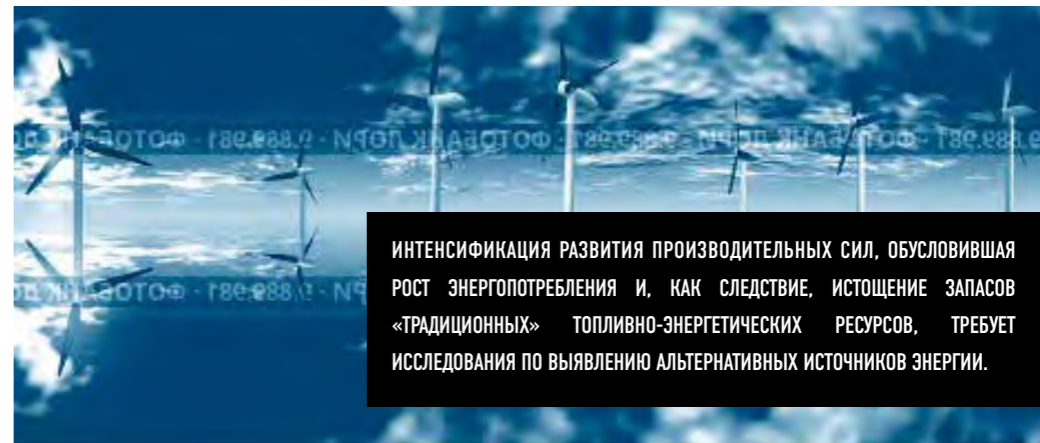 ИНТЕНСИФИКАЦИЯ РАЗВИТИЯ ПРОИЗВОДИТЕЛЬНЫХ СИЛ, ОБУСЛОВИВШАЯ
РОСТ ЭНЕРГОПОТРЕБЛЕНИЯ И, КАК СЛЕДСТВИЕ, ИСТОЩЕНИЕ ЗАПАСОВ
«ТРАДИЦИОННЫХ» ТОПЛИВНО-ЭНЕРГЕТИЧЕСКИХ РЕСУРСОВ, ТРЕБУЕТ
ИССЛЕДОВАНИЯ ПО ВЫЯВЛЕНИЮ АЛЬТЕРНАТИВНЫХ ИСТОЧНИКОВ ЭНЕРГИИ.